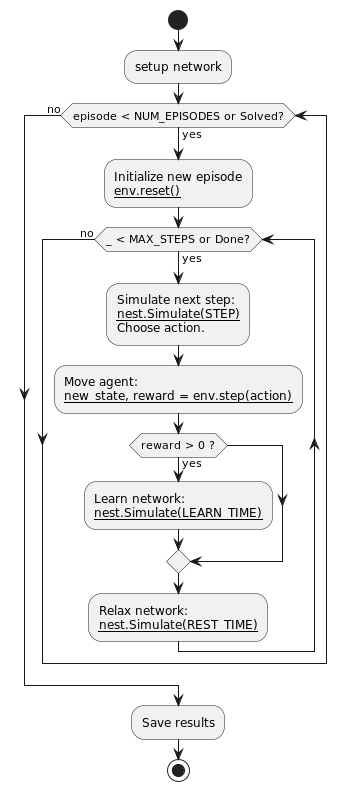 setup network
no
episode < NUM_EPISODES or Solved?
yes
Initialize new episode
env.reset()
no
_ < MAX_STEPS or Done?
yes
Simulate next step:
nest.Simulate(STEP)
Choose action.
Move agent:
new_state, reward = env.step(action)
reward > 0 ?
yes
Learn network:
nest.Simulate(LEARN_TIME)
Relax network:
nest.Simulate(REST_TIME)
Save results